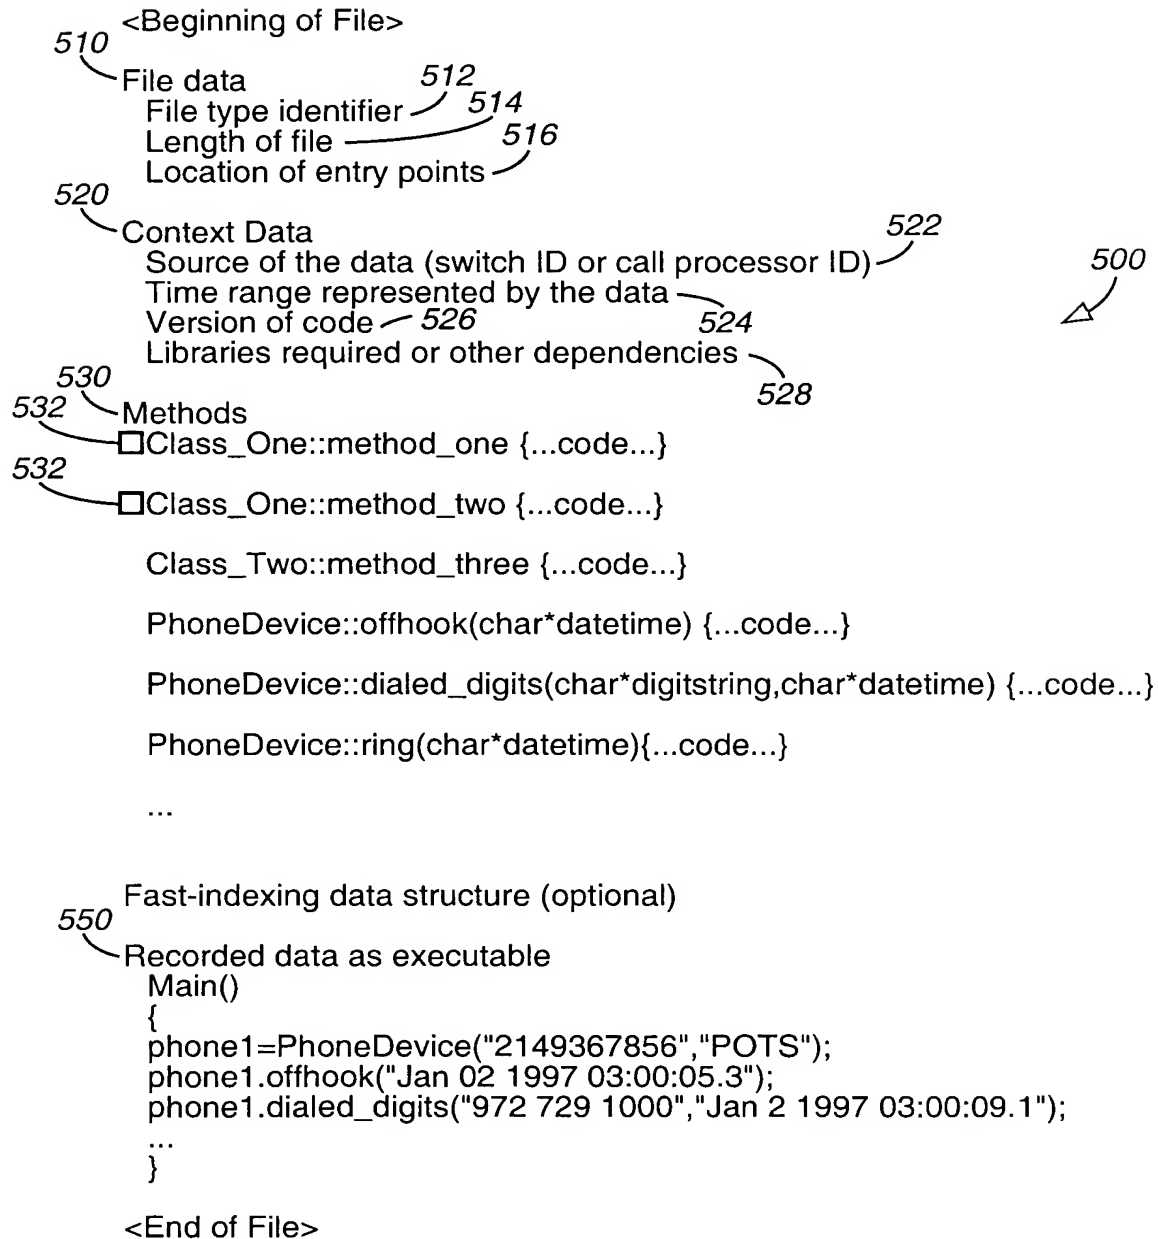 <Beginning of File>
510
File data
512
File type identifier
514
Length of file
516
Location of entry points
520
Context Data
522
Source of the data (switch ID or call processor ID)
500
Time range represented by the data
524
Version of code
526
Libraries required or other dependencies
528
530
Methods
532
Class_One::method_one {...code...}
532
Class_One::method_two {...code...}
Class_Two::method_three {...code...}
PhoneDevice::offhook(char*datetime) {...code...}
PhoneDevice::dialed_digits(char*digitstring,char*datetime) {...code...}
PhoneDevice::ring(char*datetime){...code...}
...
Fast-indexing data structure (optional)
550
Recorded data as executable
Main()
{
phone1=PhoneDevice("2149367856","POTS");
phone1.offhook("Jan 02 1997 03:00:05.3");
phone1.dialed_digits("972 729 1000","Jan 2 1997 03:00:09.1");
...
}
<End of File>